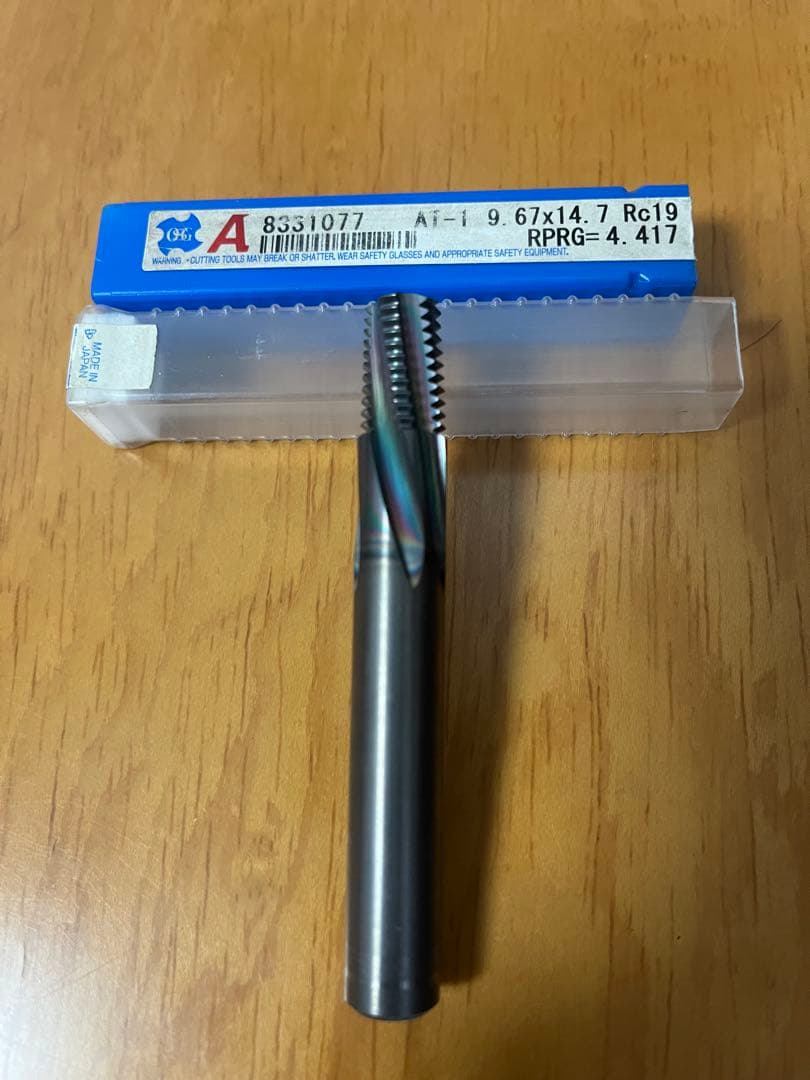 OSG A 8331077 AT-1 9.67x14.7 Rc19
RPRG=4.417
WARNING: •CUTTING TOOLS MAY BREAK OR SHATTER. WEAR SAFETY GLASSES AND APPROPRIATE SAFETY EQUIPMENT.
MADE IN
JAPAN